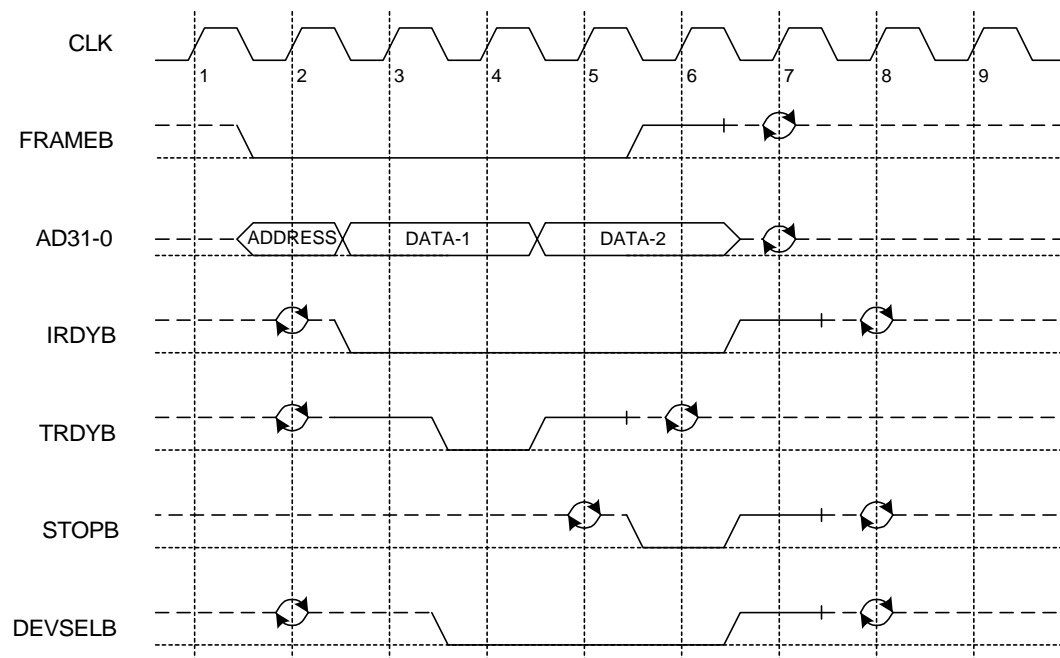 CLK
1 2 3 4 5 6 7 8 9
FRAMEB
AD31-0 ADDRESS DATA-1 DATA-2
IRDYB
TRDYB
STOPB
DEVSELB